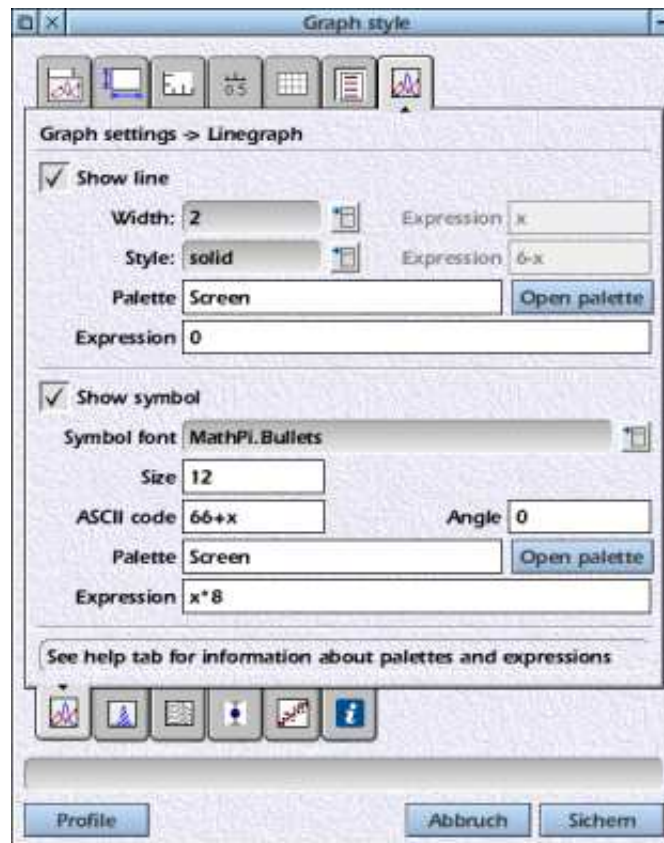 Graph style
0.5
Graph settings -> Linegraph
Show line
Width: 2 Expression x
Style: solid Expression 6-x
Palette Screen Open palette
Expression 0
Show symbol
Symbol font MathPi.Bullets
Size 12
ASCII code 66+x Angle 0
Palette Screen Open palette
Expression x*8
See help tab for information about palettes and expressions
i
Profile Abbruch Sichern